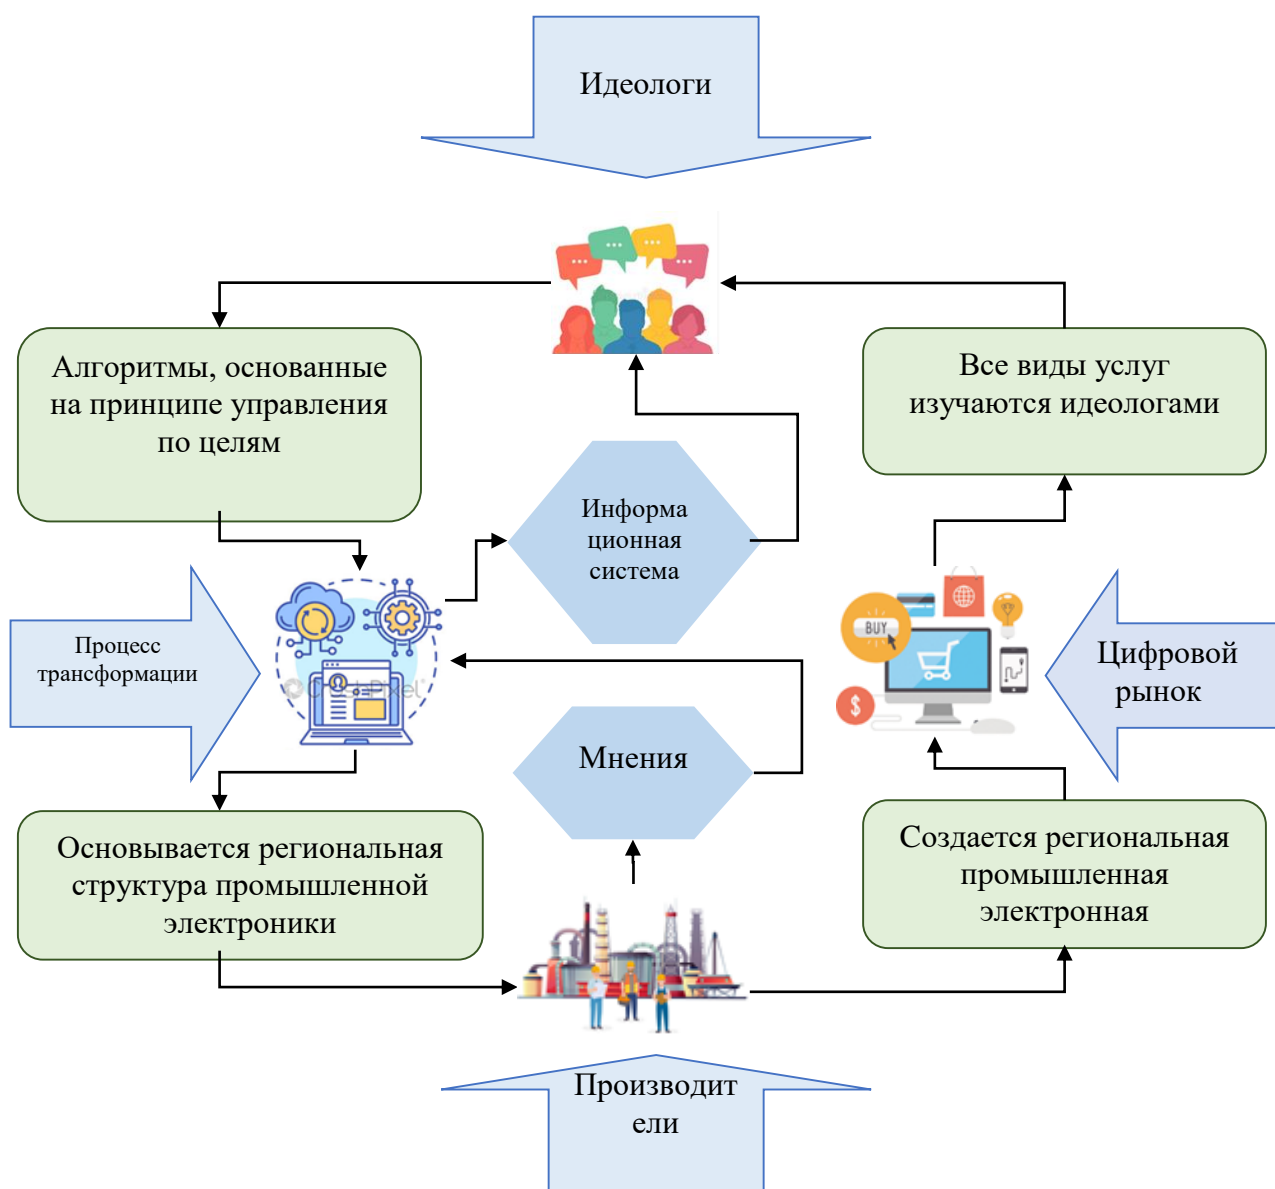 Идеологи
Алгоритмы, основанные
на принципе управления
по целям
Все виды услуг
изучаются идеологами
Информа
ционная
система
Процесс
трансформации
BUY
$
Цифровой
рынок
Мнения
Основывается региональная
структура промышленной
электроники
Создается региональная
промышленная
электронная
Производит
ели